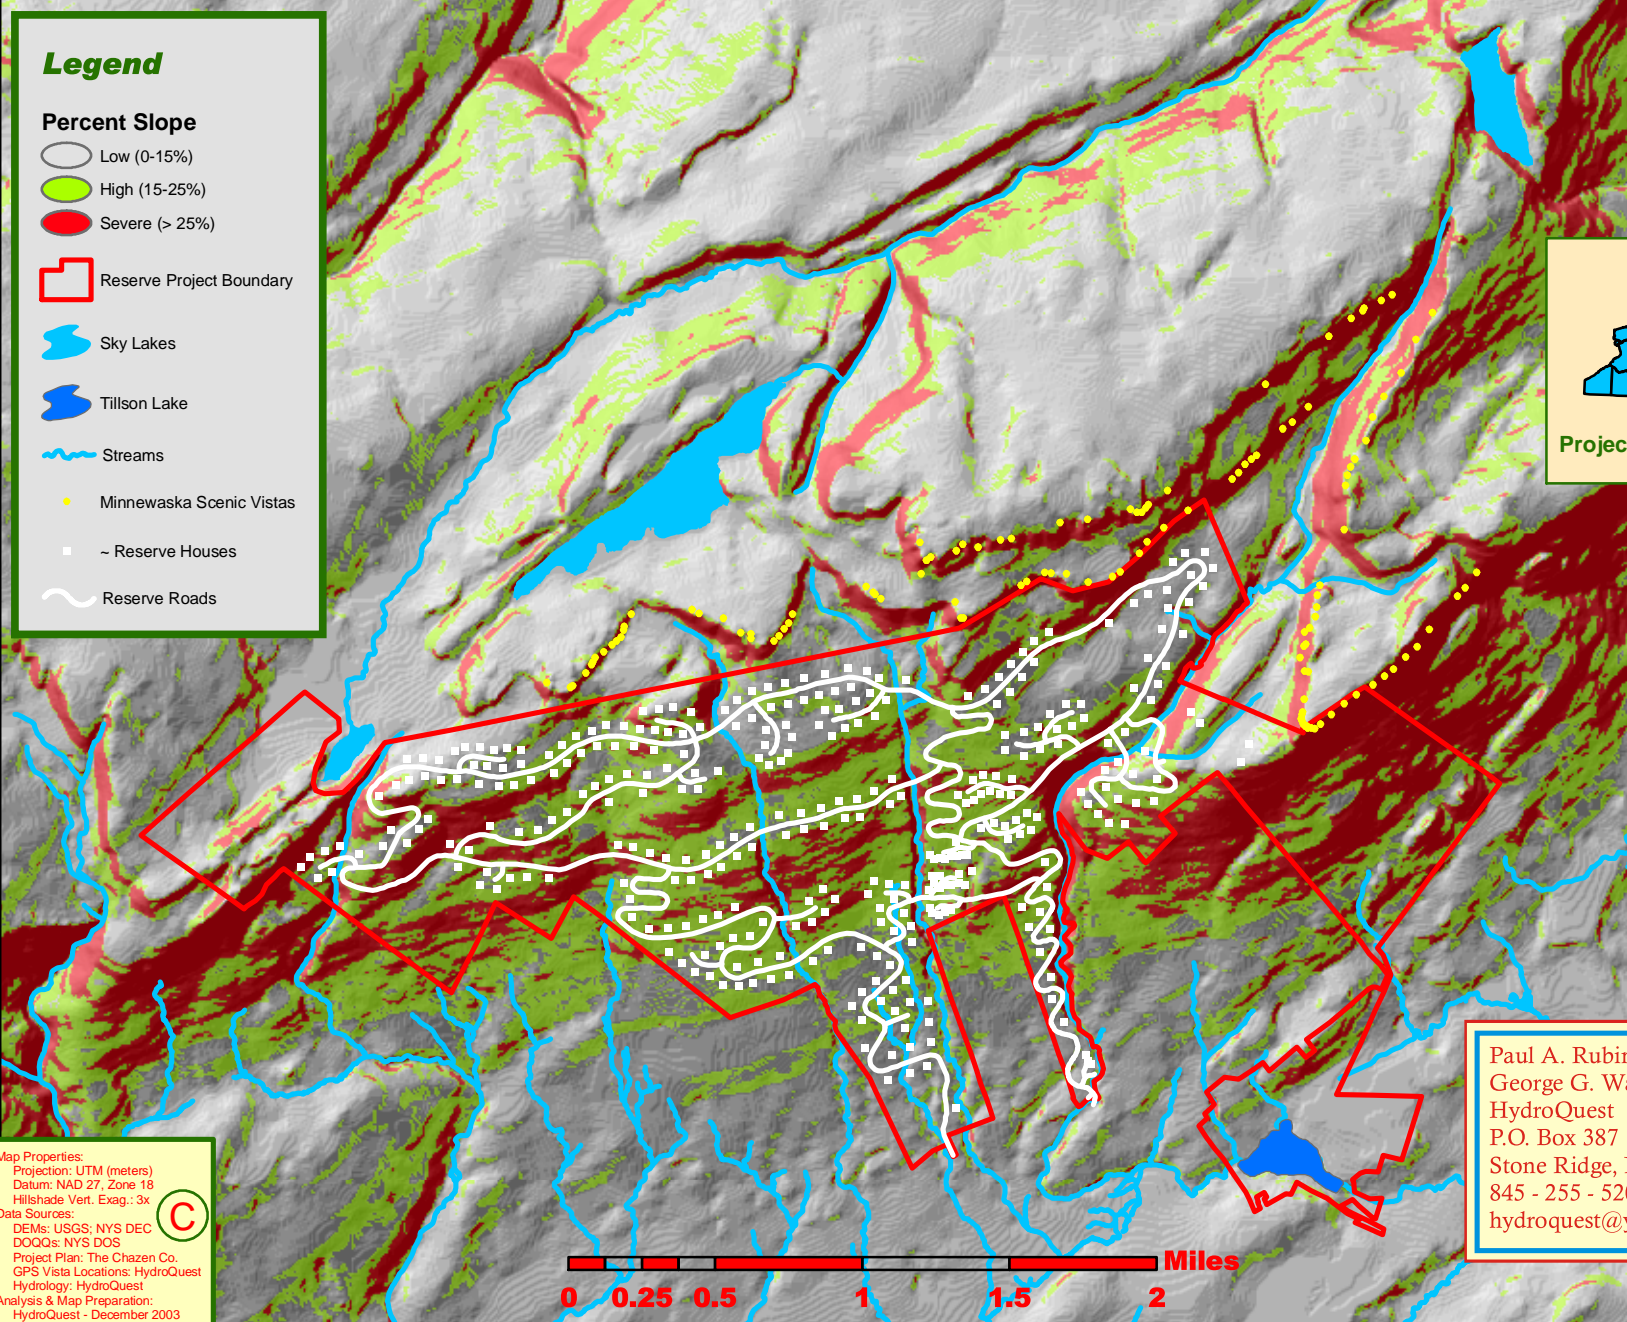 Legend
Percent Slope
Low (0-15%)
High (15-25%)
Severe (> 25%)
Reserve Project Boundary
Sky Lakes
Tillson Lake
Streams
Minnewaska Scenic Vistas
~ Reserve Houses
Reserve Roads
Projec
Paul A. Rubin
George G. Wa
HydroQuest
P.O. Box 387
Stone Ridge,
845 - 255 - 520
hydroquest@y
Map Properties:
Projection: UTM (meters)
Datum: NAD 27, Zone 18
Hillshade Vert. Exag.: 3x
Data Sources:
DEMs: USGS; NYS DEC
DOQQs: NYS DOS
Project Plan: The Chazen Co.
GPS Vista Locations: HydroQuest
Hydrology: HydroQuest
Analysis & Map Preparation:
HydroQuest - December 2003
C
Miles
0 0.25 0.5 1 1.5 2